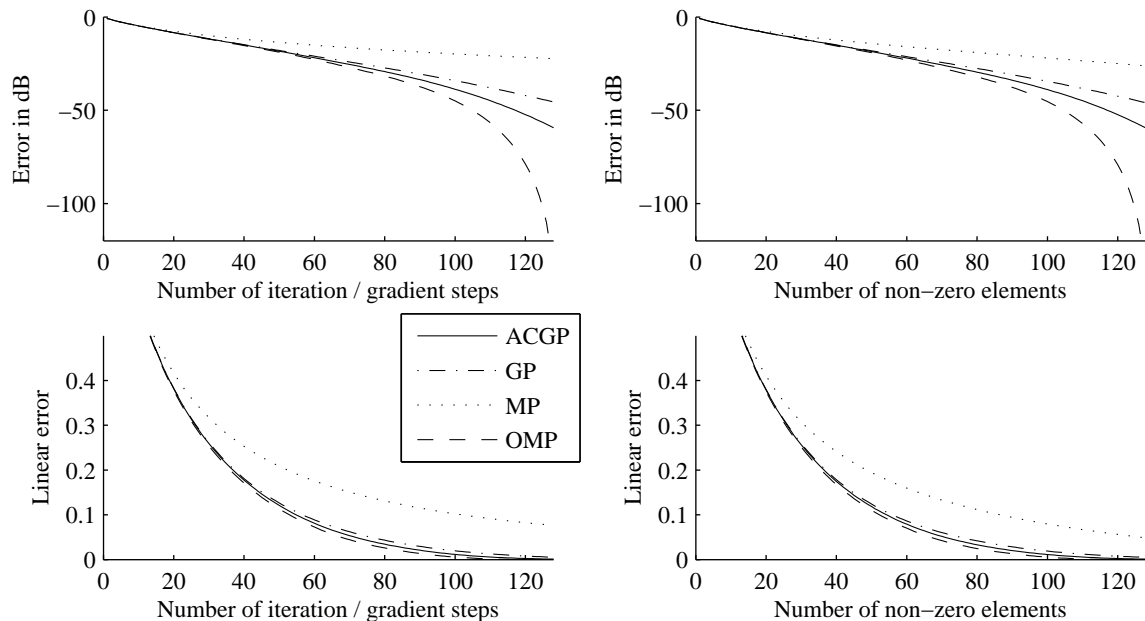 0
−50
−100
Error in dB
0 20 40 60 80 100 120
Number of iteration / gradient steps
0
−50
−100
Error in dB
0 20 40 60 80 100 120
Number of non−zero elements
ACGP
GP
MP
OMP
0.4
0.3
0.2
0.1
0
Linear error
0 20 40 60 80 100 120
Number of iteration / gradient steps
0.4
0.3
0.2
0.1
0
Linear error
0 20 40 60 80 100 120
Number of non−zero elements